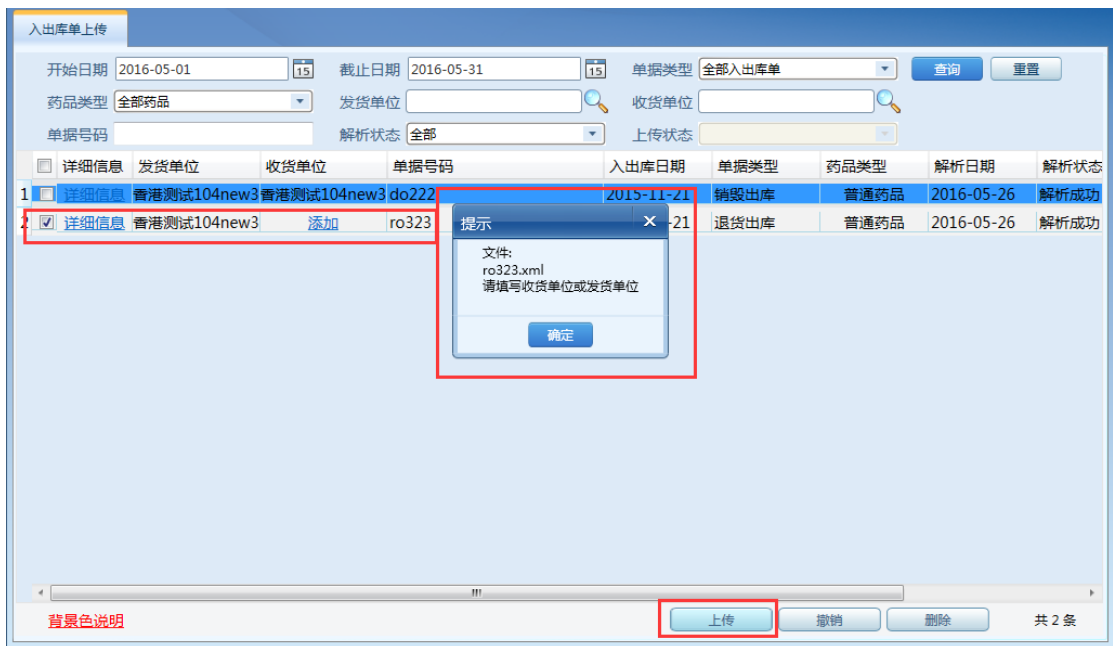 入出库单上传
开始日期 2016-05-01 15 截止日期 2016-05-31 15 单据类型 全部入出库单 查询 重置
药品类型 全部药品 发货单位 收货单位
单据号码 解析状态 全部 上传状态
详细信息 发货单位 收货单位 单据号码 入出库日期 单据类型 药品类型 解析日期 解析状态
1 详细信息 香港测试104new3 香港测试104new3 do222 2015-11-21 销毁出库 普通药品 2016-05-26 解析成功
2 详细信息 香港测试104new3 添加 ro323 -21 退货出库 普通药品 2016-05-26 解析成功
提示
文件:
ro323.xml
请填写收货单位或发货单位
确定
背景色说明 上传 撤销 删除 共 2 条